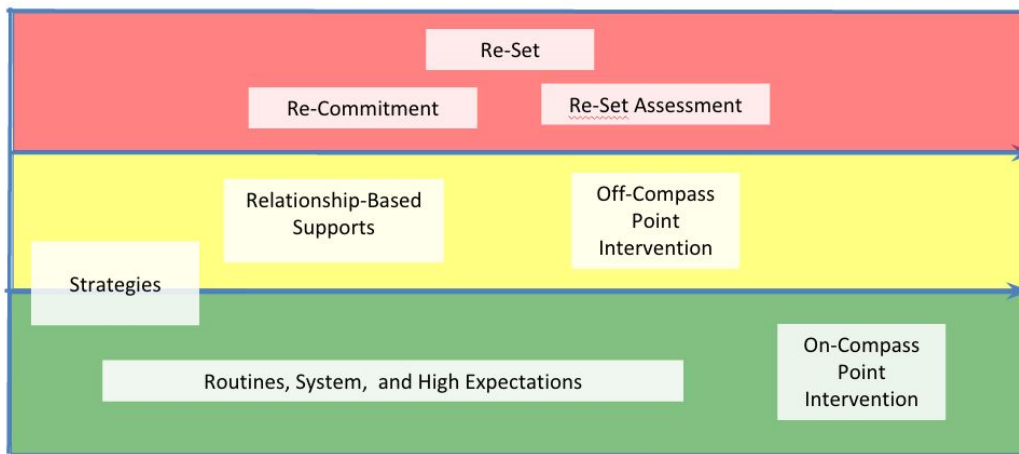 Re-Set
Re-Commitment
Re-Set Assessment
Relationship-Based
Supports
Off-Compass
Point
Intervention
Strategies
Routines, System, and High Expectations
On-Compass
Point
Intervention